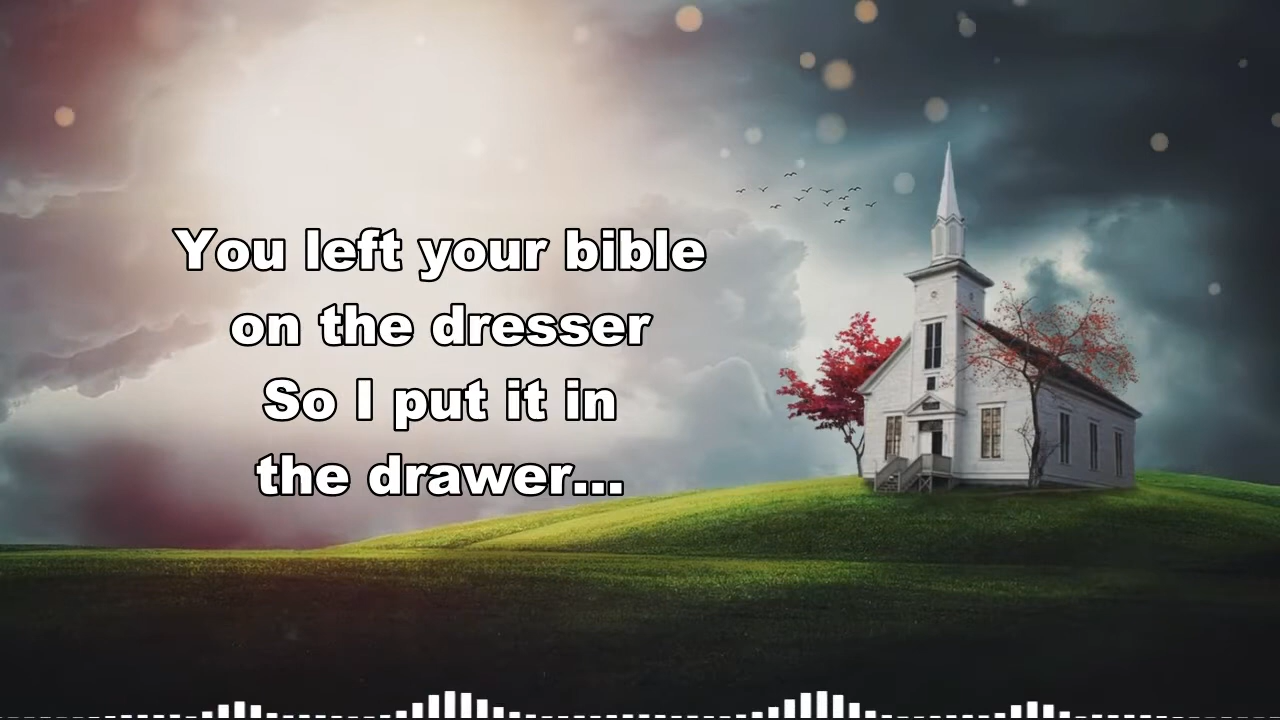 You left your bible
on the dresser
So I put it in
the drawer...